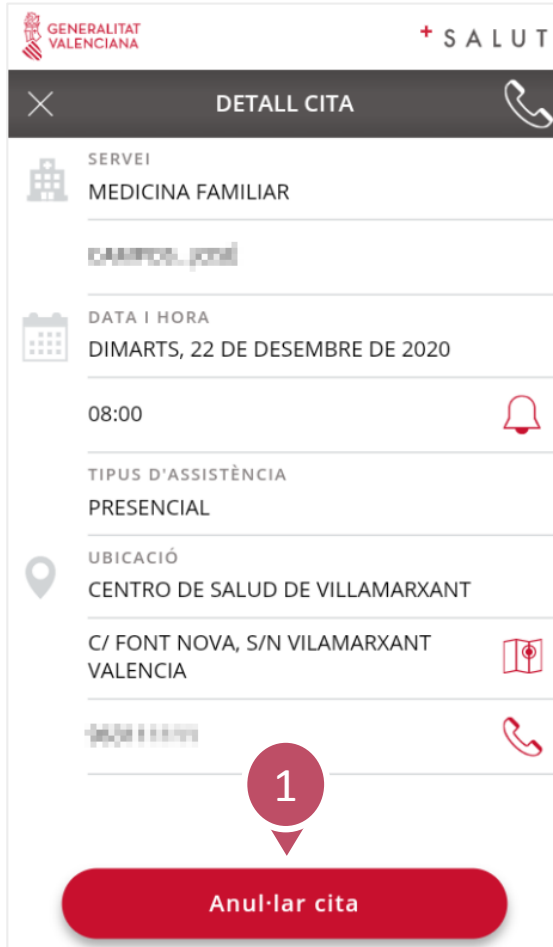 GENERALITAT
VALENCIANA
+ SALUT
DETALL CITA
SERVEI
MEDICINA FAMILIAR
DATA I HORA
DIMARTS, 22 DE DESEMBRE DE 2020
08:00
TIPUS D'ASSISTÈNCIA
PRESENCIAL
UBICACIÓ
CENTRO DE SALUD DE VILLAMARXANT
C/ FONT NOVA, S/N VILAMARXANT
VALENCIA
1
Anul·lar cita